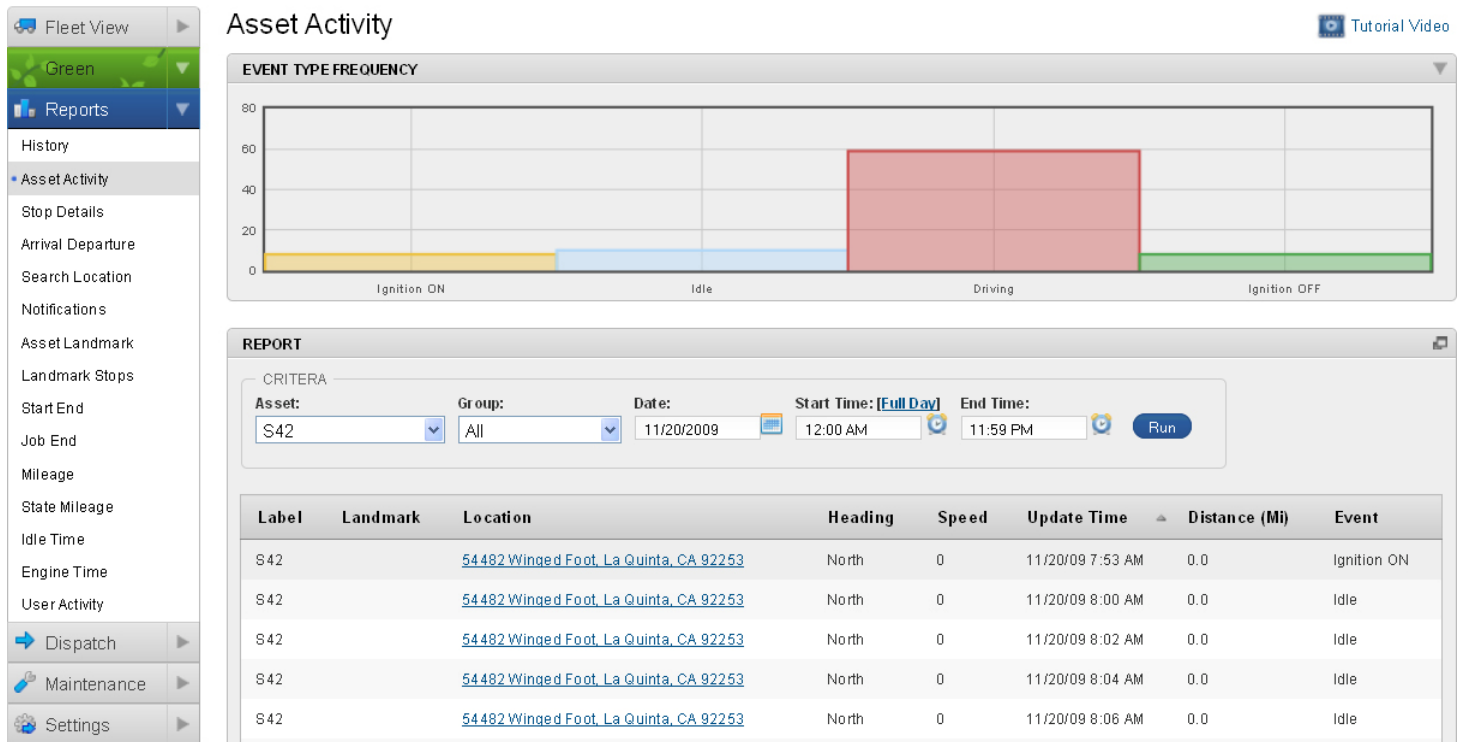 Fleet View
Green
Reports
History
Asset Activity
Stop Details
Arrival Departure
Search Location
Notifications
Asset Landmark
Landmark Stops
Start End
Job End
Mileage
State Mileage
Idle Time
Engine Time
User Activity
Dispatch
Maintenance
Settings
Asset Activity
Tutorial Video
EVENT TYPE FREQUENCY
80
60
40
20
0
Ignition ON Idle Driving Ignition OFF
REPORT
CRITERA
Asset: Group: Date: Start Time: [Full Day] End Time:
S42 All 11/20/2009 12:00 AM 11:59 PM Run
Label Landmark Location Heading Speed Update Time Distance (Mi) Event
S42 54482 Winged Foot, La Quinta, CA 92253 North 0 11/20/09 7:53 AM 0.0 Ignition ON
S42 54482 Winged Foot, La Quinta, CA 92253 North 0 11/20/09 8:00 AM 0.0 Idle
S42 54482 Winged Foot, La Quinta, CA 92253 North 0 11/20/09 8:02 AM 0.0 Idle
S42 54482 Winged Foot, La Quinta, CA 92253 North 0 11/20/09 8:04 AM 0.0 Idle
S42 54482 Winged Foot, La Quinta, CA 92253 North 0 11/20/09 8:06 AM 0.0 Idle